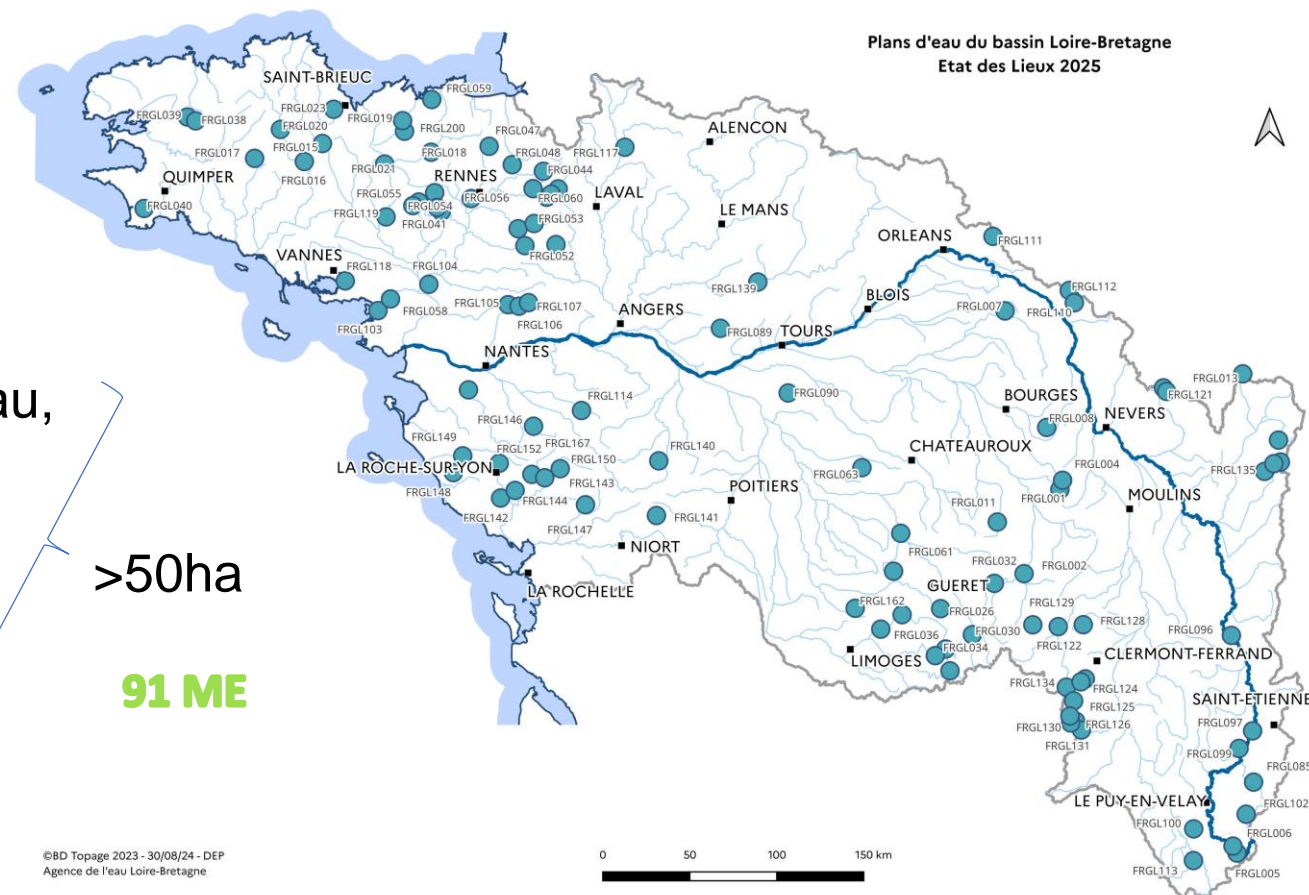 Plans d'eau du bassin Loire-Bretagne
Etat des Lieux 2025
SAINT-BRIEUC
FRGL059
FRGL039
FRGL038
FRGL023
FRGL019
FRGL020
FRGL200
FRGL047
FRGL117
ALENCON
FRGL017
FRGL015
FRGL018
FRGL048
FRGL016
FRGL021
FRGL044
QUIMPER
RENNES
FRGL055
FRGL056
FRGL060
LAVAL
FRGL040
FRGL119
FRGL054
FRGL041
FRGL053
LE MANS
FRGL052
ORLEANS
FRGL111
VANNES
FRGL118
FRGL104
FRGL139
FRGL112
BLOIS
FRGL105
FRGL107
FRGL058
FRGL007
FRGL110
FRGL103
FRGL106
ANGERS
FRGL089
TOURS
NANTES
au,
FRGL013
FRGL121
FRGL114
FRGL090
BOURGES
NEVERS
FRGL008
FRGL146
FRGL149
FRGL152
FRGL167
FRGL140
CHATEAUROUX
LA ROCHE-SUR-YON
FRGL150
FRGL063
FRGL004
FRGL135
FRGL148
FRGL143
POITIERS
FRGL001
MOULINS
FRGL144
FRGL142
FRGL147
FRGL141
FRGL011
NIORT
FRGL061
FRGL032
FRGL002
>50ha
LA ROCHELLE
GUERET
FRGL162
FRGL026
FRGL129
FRGL128
FRGL036
FRGL030
FRGL122
FRGL096
FRGL034
LIMOGES
CLERMONT-FERRAND
91 ME
FRGL134
FRGL124
SAINT-ETIENNE
FRGL125
FRGL130
FRGL126
FRGL097
FRGL131
FRGL099
FRGL085
LE PUY-EN-VELAY
FRGL102
FRGL100
FRGL006
FRGL113
FRGL005
©BD Topage 2023 - 30/08/24 - DEP
Agence de l'eau Loire-Bretagne
0 50 100 150 km